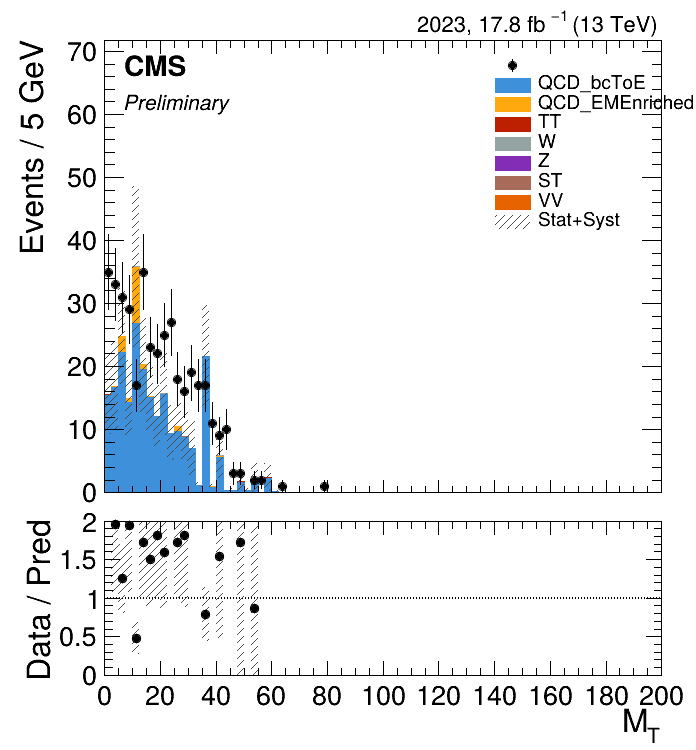 2023, 17.8 fb⁻¹ (13 TeV)
Events / 5 GeV
70
60
50
40
30
20
10
0
CMS
Preliminary
QCD_bcToE
QCD_EMEnriched
TT
W
Z
ST
VV
Stat+Syst
Data / Pred
2
1.5
1
0.5
0
0 20 40 60 80 100 120 140 160 180 200
M_T